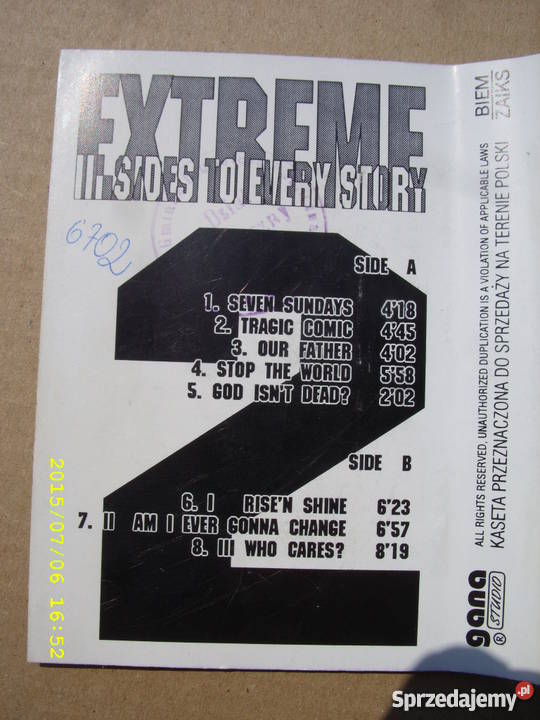 EXTREME
III SIDES TO EVERY STORY
6702
SIDE A
1. SEVEN SUNDAYS 4'18
2. TRAGIC COMIC 4'45
3. OUR FATHER 4'02
4. STOP THE WORLD 5'58
5. GOD ISN'T DEAD? 2'02
SIDE B
6. I RISE'N SHINE 6'23
7. II AM I EVER GONNA CHANGE 6'57
8. III WHO CARES? 8'19
2
BIEM
ZAIKS
ALL RIGHTS RESERVED, UNAUTHORIZED DUPLICATION IS A VIOLATION OF APPLICABLE LAWS
KASETA PRZEZNACZONA DO SPRZEDAŻY NA TERENIE POLSKI
gana
® STUDIO
2015/07/06 16:52
Sprzedajemy.pl